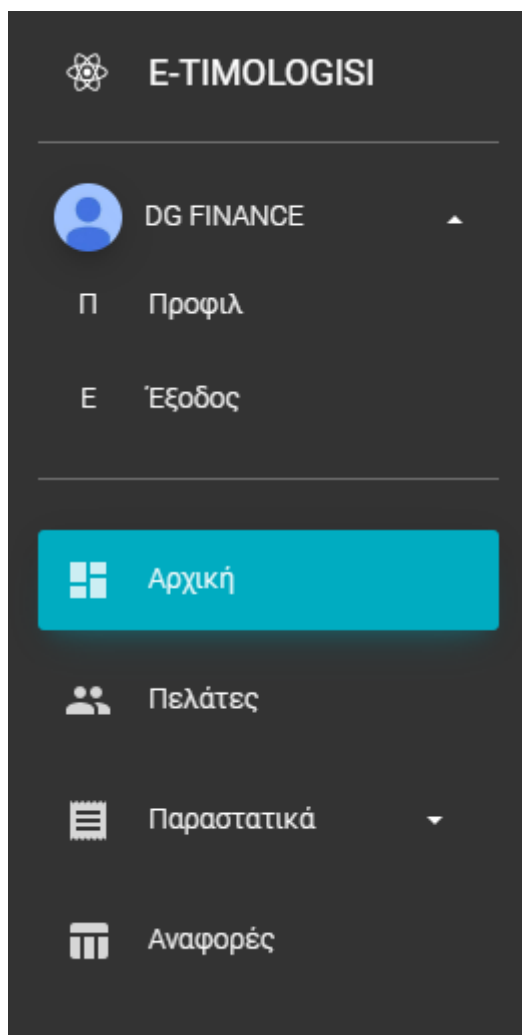 E-TIMOLOGISI
DG FINANCE
Π Προφιλ
Ε Έξοδος
Αρχική
Πελάτες
Παραστατικά
Αναφορές